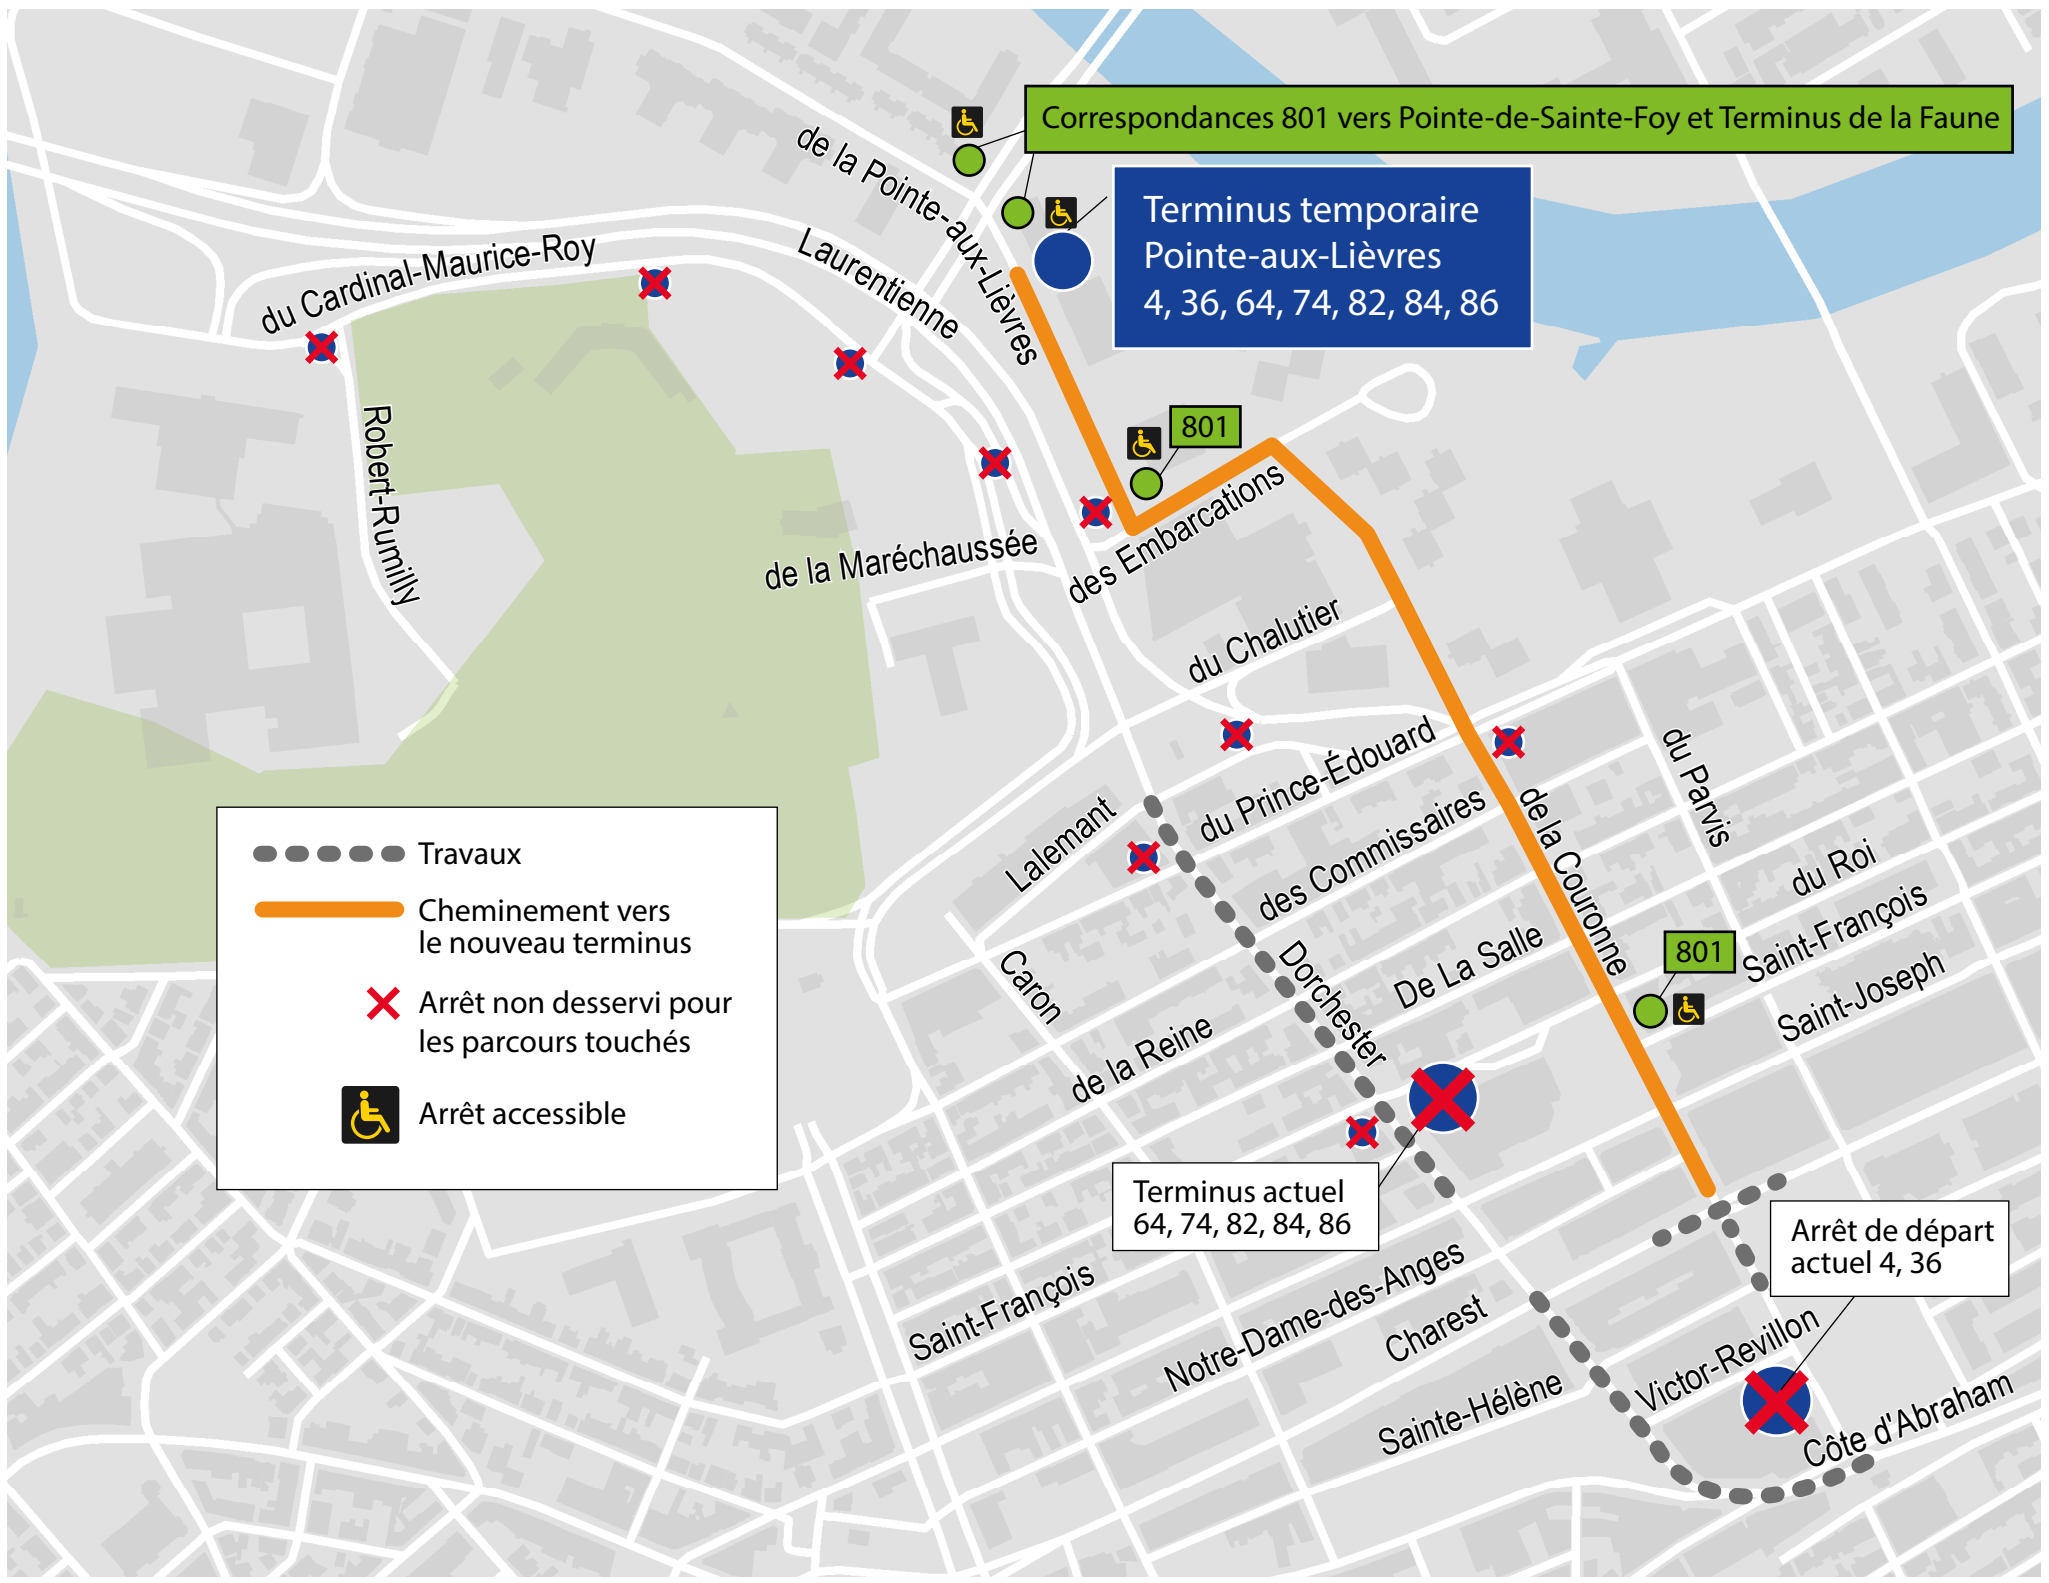 Correspondances 801 vers Pointe-de-Sainte-Foy et Terminus de la Faune
de la Pointe-aux-Lièvres
Terminus temporaire
Pointe-aux-Lièvres
4, 36, 64, 74, 82, 84, 86
du Cardinal-Maurice-Roy
Laurentienne
Robert-Rumilly
801
des Embarcations
de la Maréchaussée
du Chalutier
du Prince-Édouard
du Parvis
Lalemant
des Commissaires
de la Couronne
du Roi
Travaux
Cheminement vers
le nouveau terminus
Arrêt non desservi pour
les parcours touchés
Arrêt accessible
Caron
Dorchester
De La Salle
801
Saint-François
Saint-Joseph
de la Reine
Terminus actuel
64, 74, 82, 84, 86
Arrêt de départ
actuel 4, 36
Saint-François
Notre-Dame-des-Anges
Charest
Victor-Revillon
Sainte-Hélène
Côte d'Abraham